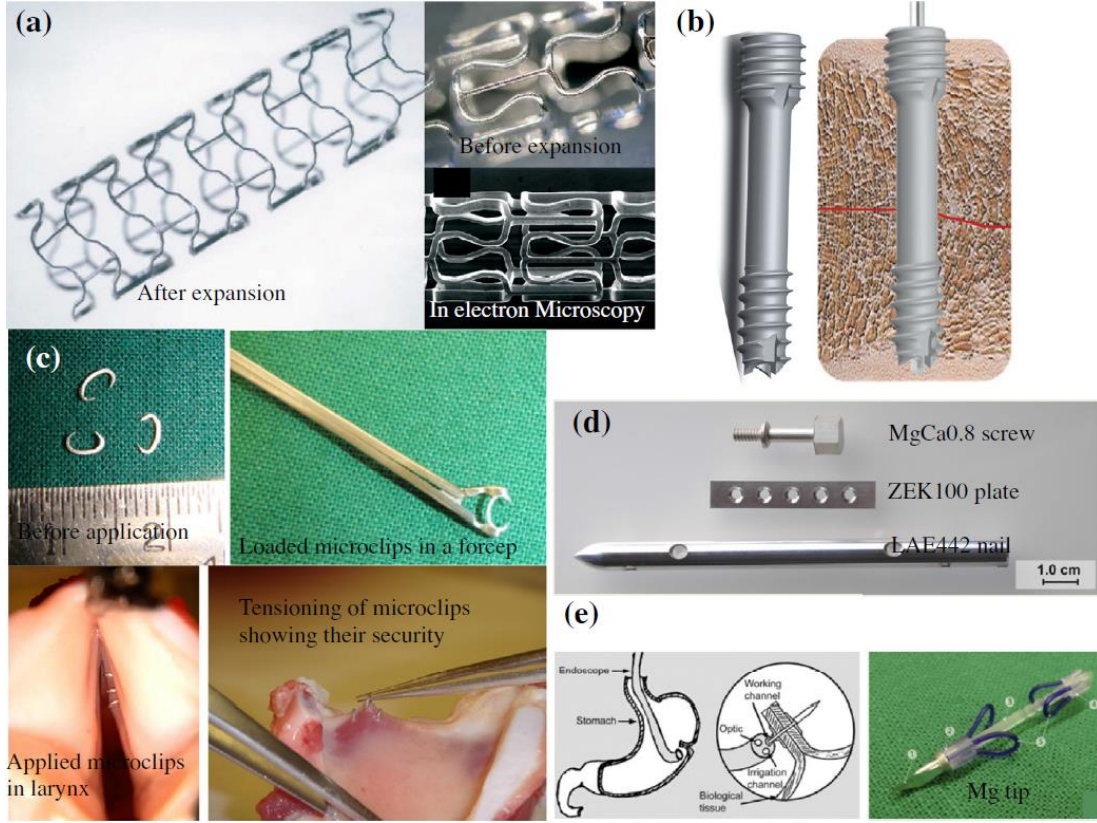 (a)
Before expansion
After expansion
In electron Microscopy
(b)
(c)
Before application
Loaded microclips in a forcep
Applied microclips
in larynx
Tensioning of microclips
showing their security
(d)
MgCa0.8 screw
ZEK100 plate
LAE442 nail
1.0 cm
(e)
Endoscope
Stomach
Working
channel
Optic
Irrigation
channel
Biological
tissue
Mg tip